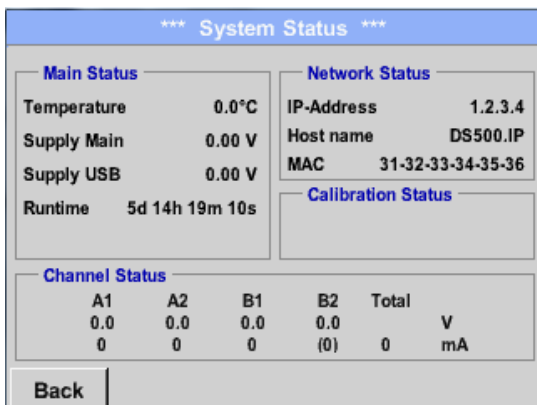 *** System Status ***
Main Status
Temperature 0.0°C
Supply Main 0.00 V
Supply USB 0.00 V
Runtime 5d 14h 19m 10s
Network Status
IP-Address 1.2.3.4
Host name DS500.IP
MAC 31-32-33-34-35-36
Calibration Status
Channel Status
A1 A2 B1 B2 Total
0.0 0.0 0.0 0.0 V
0 0 0 (0) 0 mA
Back